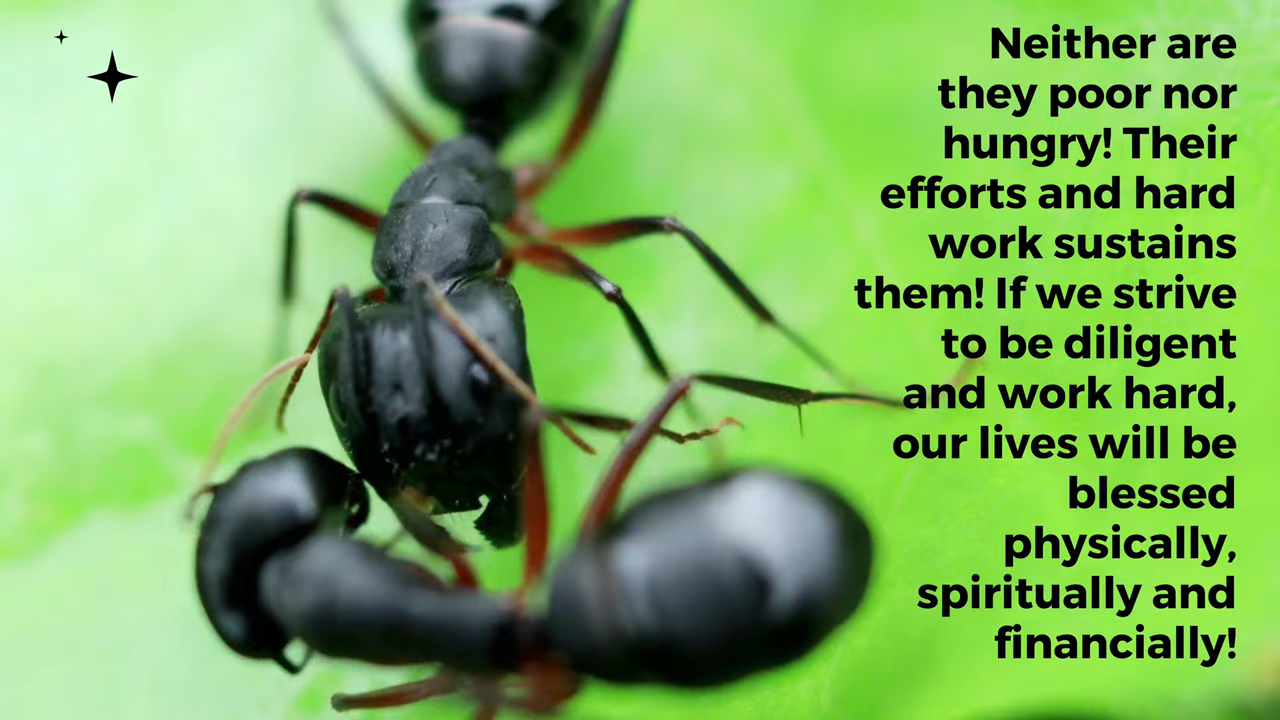 Neither are
they poor nor
hungry! Their
efforts and hard
work sustains
them! If we strive
to be diligent
and work hard,
our lives will be
blessed
physically,
spiritually and
financially!